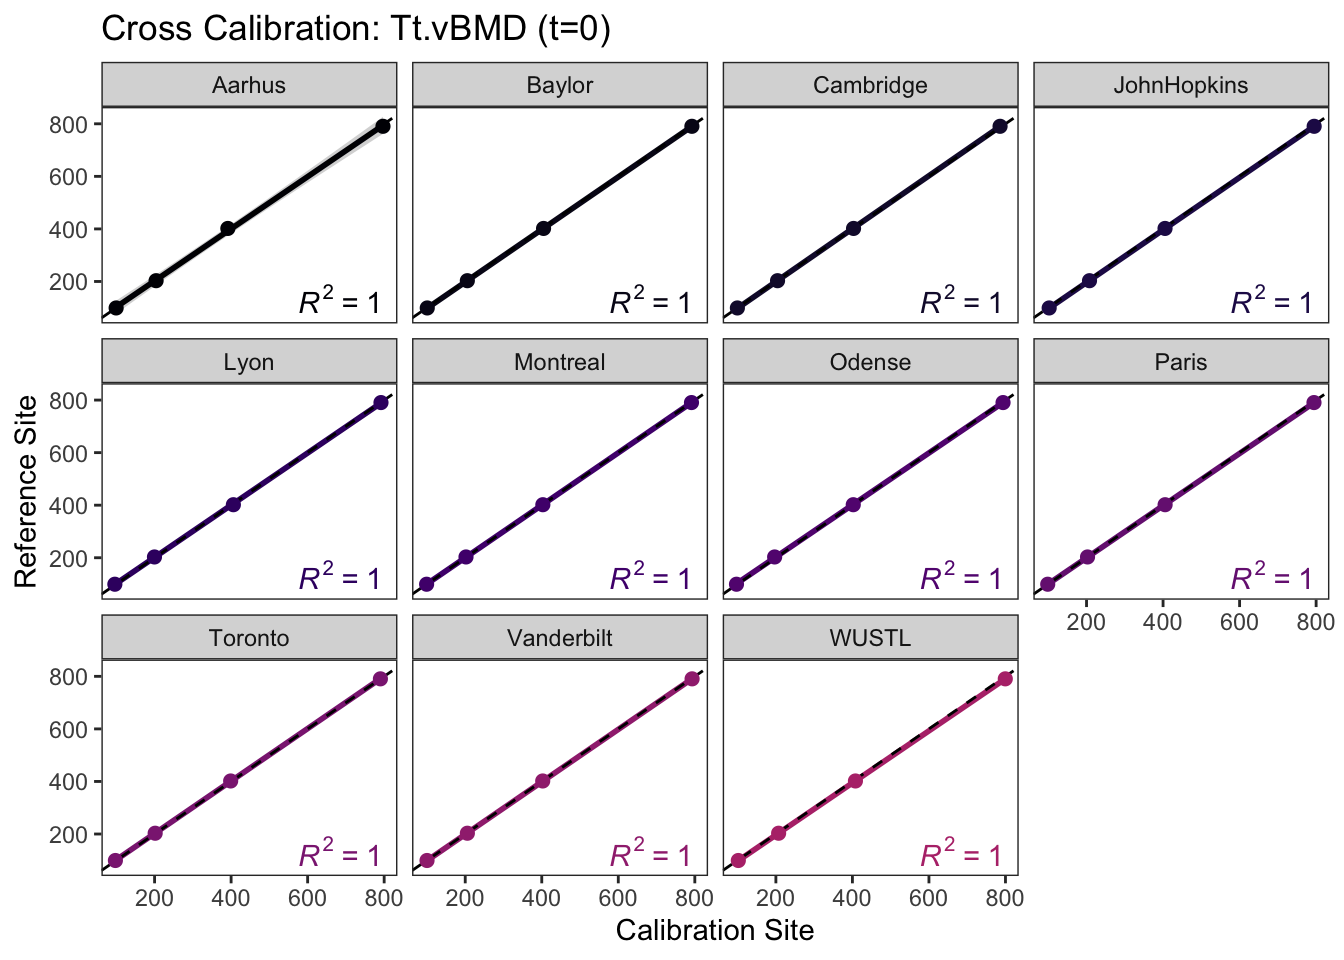 Cross Calibration: Tt.vBMD (t=0)
Aarhus
Baylor
Cambridge
JohnHopkins
800
600
400
200
R² = 1
R² = 1
R² = 1
R² = 1
Lyon
Montreal
Odense
Paris
Reference Site
800
600
400
200
R² = 1
R² = 1
R² = 1
R² = 1
200 400 600 800
Toronto
Vanderbilt
WUSTL
800
600
400
200
R² = 1
R² = 1
R² = 1
200 400 600 800
200 400 600 800
200 400 600 800
Calibration Site